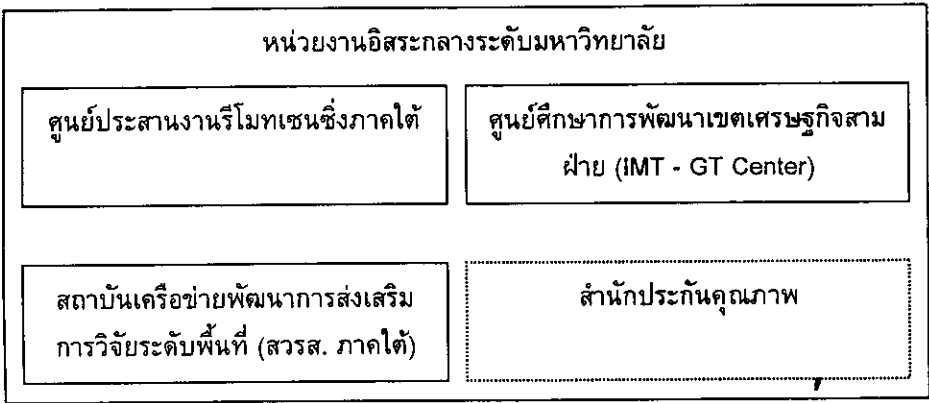 หน่วยงานอิสระกลางระดับมหาวิทยาลัย
ศูนย์ประสานงานรีโมทเซนซิ่งภาคใต้
ศูนย์ศึกษาการพัฒนาเขตเศรษฐกิจสาม
ฝ่าย (IMT - GT Center)
สถาบันเครือข่ายพัฒนาการส่งเสริม
การวิจัยระดับพื้นที่ (สวรส. ภาคใต้)
สำนักประกันคุณภาพ